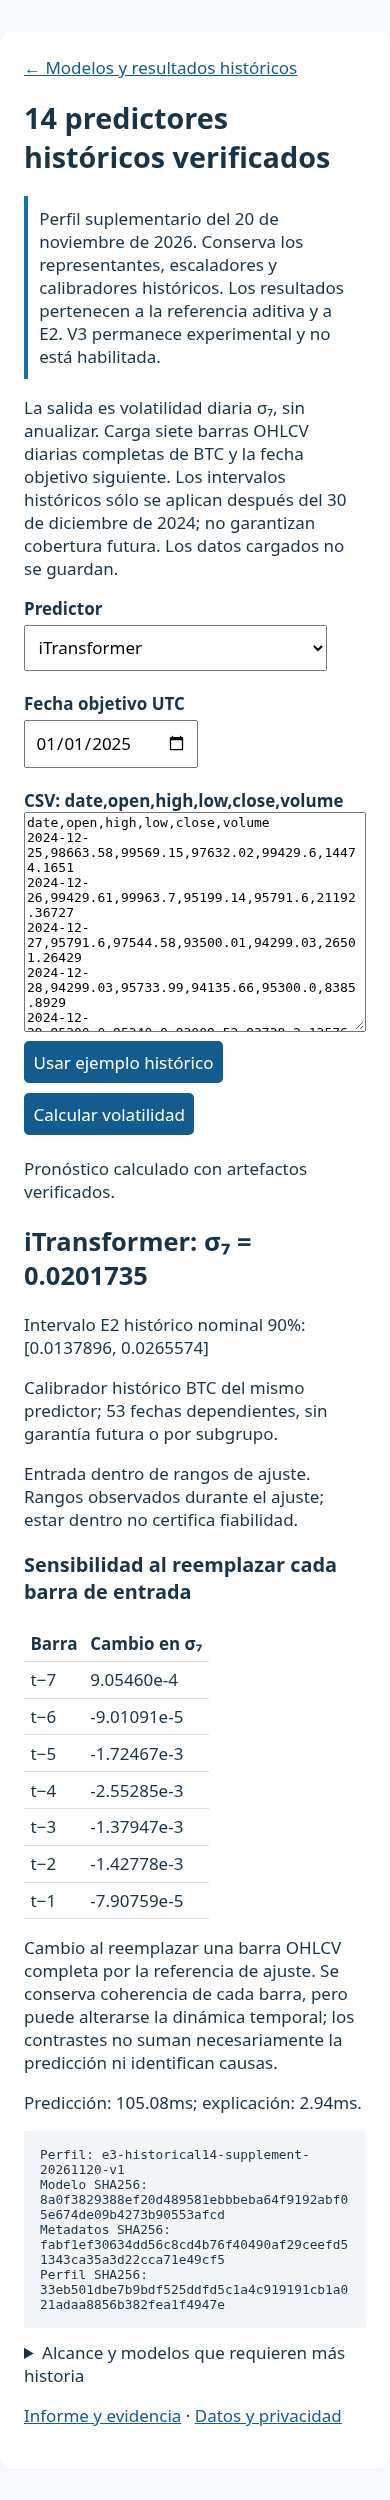 ← Modelos y resultados históricos
14 predictores
históricos verificados
Perfil suplementario del 20 de
noviembre de 2026. Conserva los
representantes, escaladores y
calibradores históricos. Los resultados
pertenecen a la referencia aditiva y a
E2. V3 permanece experimental y no
está habilitada.
La salida es volatilidad diaria σ₇, sin
anualizar. Carga siete barras OHLCV
diarias completas de BTC y la fecha
objetivo siguiente. Los intervalos
históricos sólo se aplican después del 30
de diciembre de 2024; no garantizan
cobertura futura. Los datos cargados no
se guardan.
Predictor
iTransformer
Fecha objetivo UTC
01/01/2025
CSV: date,open,high,low,close,volume
date,open,high,low,close,volume
2024-12-
25,98663.58,99569.15,97632.02,99429.6,1447
4.1651
2024-12-
26,99429.61,99963.7,95199.14,95791.6,21192
.36727
2024-12-
27,95791.6,97544.58,93500.01,94299.03,2650
1.26429
2024-12-
28,94299.03,95733.99,94135.66,95300.0,8385
.8929
2024-12-
Usar ejemplo histórico
Calcular volatilidad
Pronóstico calculado con artefactos
verificados.
iTransformer: σ₇ =
0.0201735
Intervalo E2 histórico nominal 90%:
[0.0137896, 0.0265574]
Calibrador histórico BTC del mismo
predictor; 53 fechas dependientes, sin
garantía futura o por subgrupo.
Entrada dentro de rangos de ajuste.
Rangos observados durante el ajuste;
estar dentro no certifica fiabilidad.
Sensibilidad al reemplazar cada
barra de entrada
Barra Cambio en σ₇
t−7 9.05460e-4
t−6 -9.01091e-5
t−5 -1.72467e-3
t−4 -2.55285e-3
t−3 -1.37947e-3
t−2 -1.42778e-3
t−1 -7.90759e-5
Cambio al reemplazar una barra OHLCV
completa por la referencia de ajuste. Se
conserva coherencia de cada barra, pero
puede alterarse la dinámica temporal; los
contrastes no suman necesariamente la
predicción ni identifican causas.
Predicción: 105.08ms; explicación: 2.94ms.
Perfil: e3-historical14-supplement-
20261120-v1
Modelo SHA256:
8a0f3829388ef20d489581ebbbeba64f9192abf0
5e674de09b4273b90553afcd
Metadatos SHA256:
fabf1ef30634dd56c8cd4b76f40490af29ceefd5
1343ca35a3d22cca71e49cf5
Perfil SHA256:
33eb501dbe7b9bdf525ddfd5c1a4c919191cb1a0
21adaa8856b382fea1f4947e
▶ Alcance y modelos que requieren más
historia
Informe y evidencia · Datos y privacidad